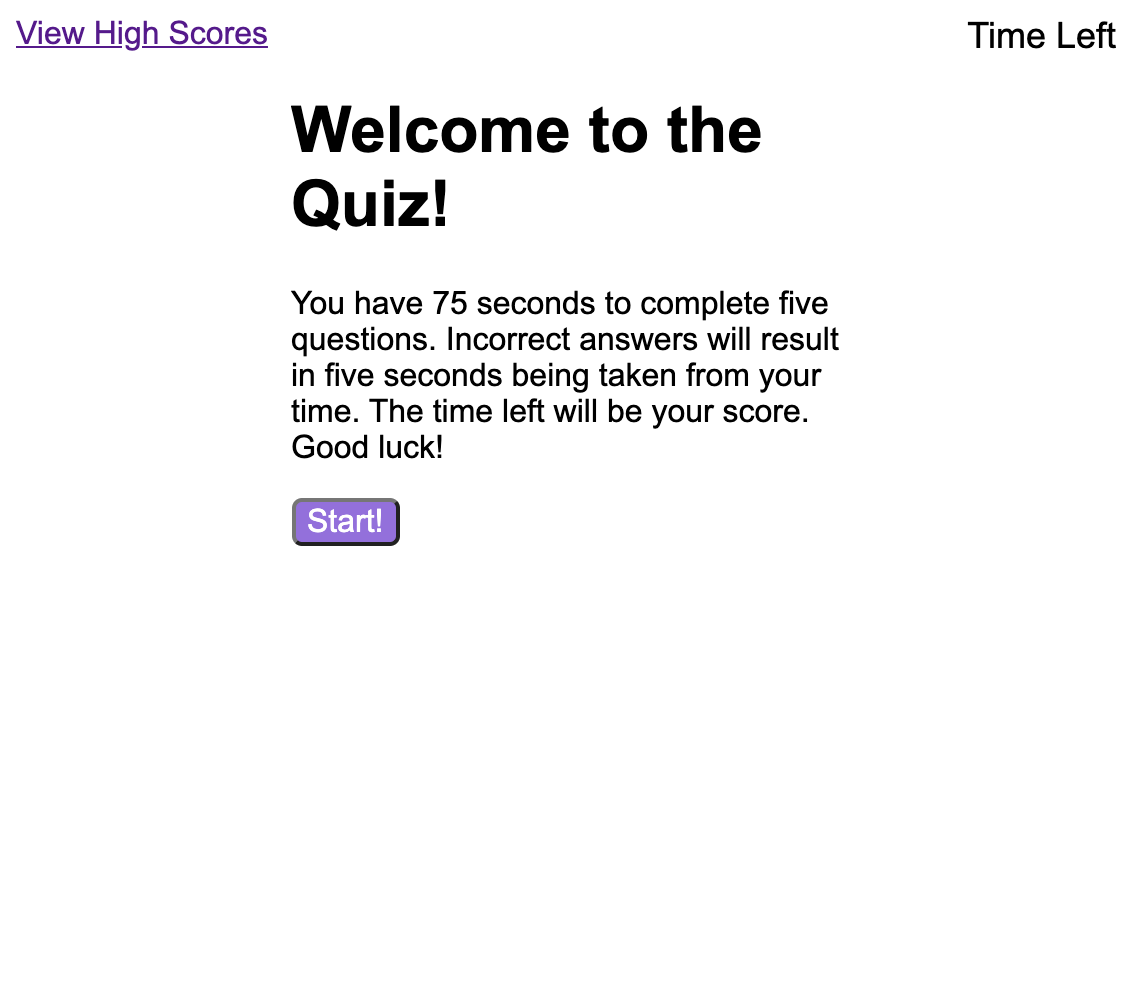 View High Scores
Time Left
Welcome to the
Quiz!
You have 75 seconds to complete five
questions. Incorrect answers will result
in five seconds being taken from your
time. The time left will be your score.
Good luck!
Start!